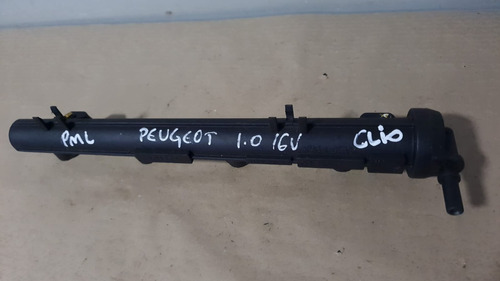 PML PEUGEOT 1.0 16V CLiO